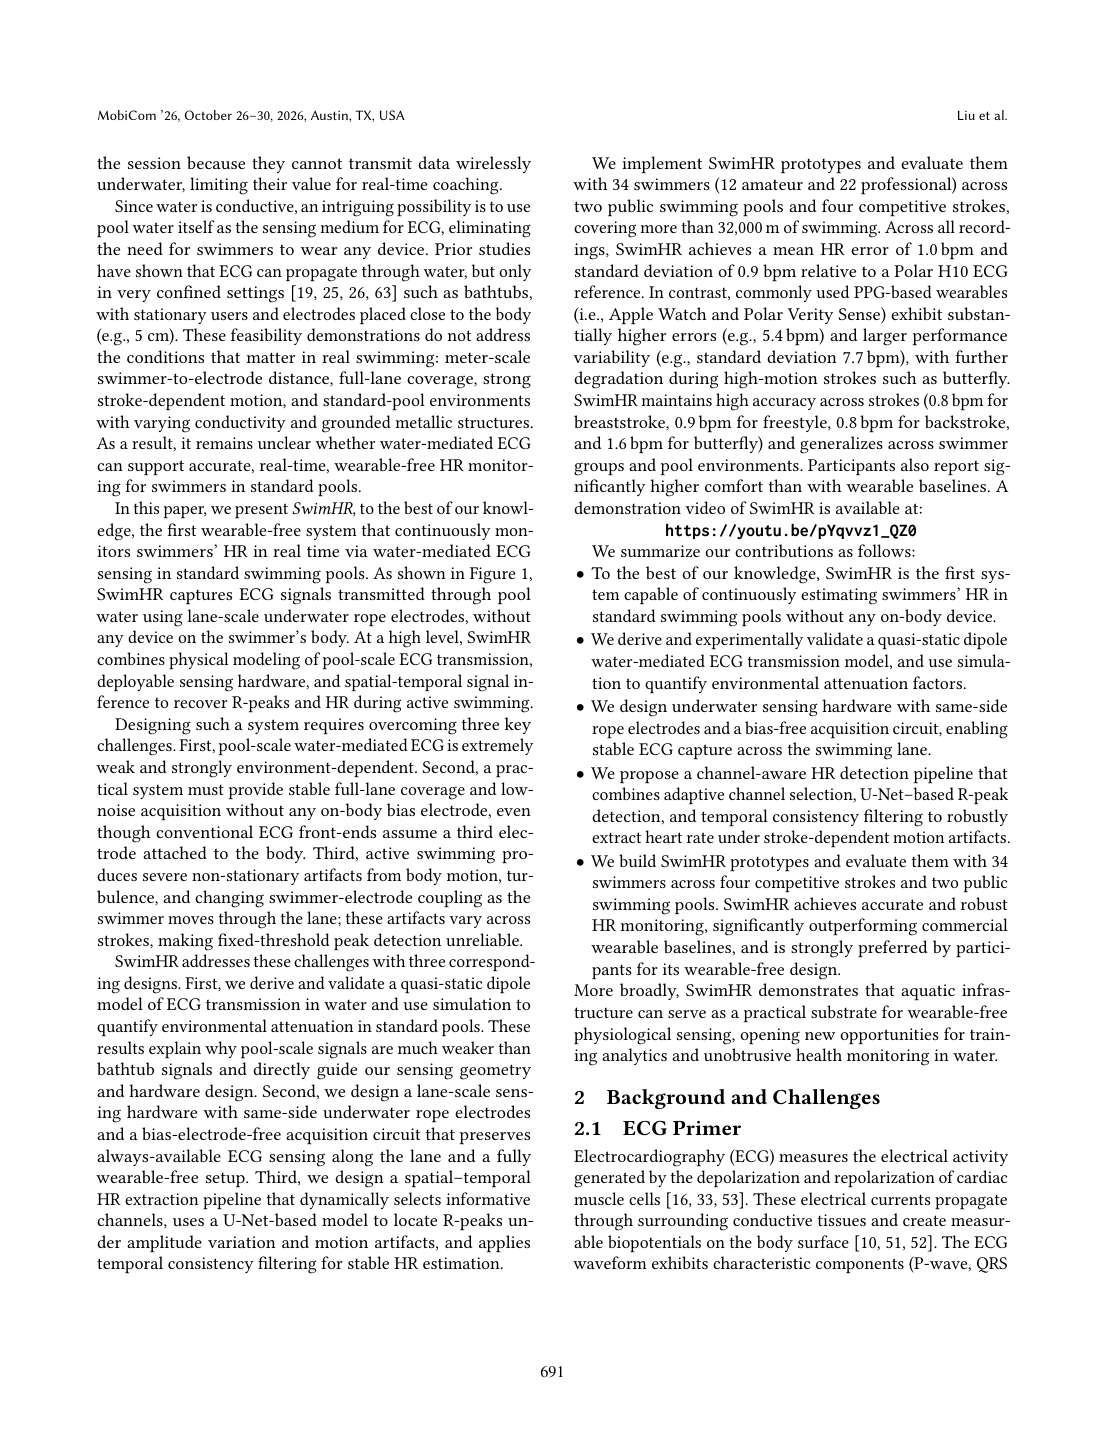 MobiCom ’26, October 26–30, 2026, Austin, TX, USA
Liu et al.
the session because they cannot transmit data wirelessly
underwater, limiting their value for real-time coaching.
Since water is conductive, an intriguing possibility is to use
pool water itself as the sensing medium for ECG, eliminating
the need for swimmers to wear any device. Prior studies
have shown that ECG can propagate through water, but only
in very confined settings [19, 25, 26, 63] such as bathtubs,
with stationary users and electrodes placed close to the body
(e.g., 5 cm). These feasibility demonstrations do not address
the conditions that matter in real swimming: meter-scale
swimmer-to-electrode distance, full-lane coverage, strong
stroke-dependent motion, and standard-pool environments
with varying conductivity and grounded metallic structures.
As a result, it remains unclear whether water-mediated ECG
can support accurate, real-time, wearable-free HR monitor-
ing for swimmers in standard pools.
In this paper, we present SwimHR, to the best of our knowl-
edge, the first wearable-free system that continuously mon-
itors swimmers’ HR in real time via water-mediated ECG
sensing in standard swimming pools. As shown in Figure 1,
SwimHR captures ECG signals transmitted through pool
water using lane-scale underwater rope electrodes, without
any device on the swimmer’s body. At a high level, SwimHR
combines physical modeling of pool-scale ECG transmission,
deployable sensing hardware, and spatial-temporal signal in-
ference to recover R-peaks and HR during active swimming.
Designing such a system requires overcoming three key
challenges. First, pool-scale water-mediated ECG is extremely
weak and strongly environment-dependent. Second, a prac-
tical system must provide stable full-lane coverage and low-
noise acquisition without any on-body bias electrode, even
though conventional ECG front-ends assume a third elec-
trode attached to the body. Third, active swimming pro-
duces severe non-stationary artifacts from body motion, tur-
bulence, and changing swimmer-electrode coupling as the
swimmer moves through the lane; these artifacts vary across
strokes, making fixed-threshold peak detection unreliable.
SwimHR addresses these challenges with three correspond-
ing designs. First, we derive and validate a quasi-static dipole
model of ECG transmission in water and use simulation to
quantify environmental attenuation in standard pools. These
results explain why pool-scale signals are much weaker than
bathtub signals and directly guide our sensing geometry
and hardware design. Second, we design a lane-scale sens-
ing hardware with same-side underwater rope electrodes
and a bias-electrode-free acquisition circuit that preserves
always-available ECG sensing along the lane and a fully
wearable-free setup. Third, we design a spatial–temporal
HR extraction pipeline that dynamically selects informative
channels, uses a U-Net-based model to locate R-peaks un-
der amplitude variation and motion artifacts, and applies
temporal consistency filtering for stable HR estimation.
We implement SwimHR prototypes and evaluate them
with 34 swimmers (12 amateur and 22 professional) across
two public swimming pools and four competitive strokes,
covering more than 32,000 m of swimming. Across all record-
ings, SwimHR achieves a mean HR error of 1.0 bpm and
standard deviation of 0.9 bpm relative to a Polar H10 ECG
reference. In contrast, commonly used PPG-based wearables
(i.e., Apple Watch and Polar Verity Sense) exhibit substan-
tially higher errors (e.g., 5.4 bpm) and larger performance
variability (e.g., standard deviation 7.7 bpm), with further
degradation during high-motion strokes such as butterfly.
SwimHR maintains high accuracy across strokes (0.8 bpm for
breaststroke, 0.9 bpm for freestyle, 0.8 bpm for backstroke,
and 1.6 bpm for butterfly) and generalizes across swimmer
groups and pool environments. Participants also report sig-
nificantly higher comfort than with wearable baselines. A
demonstration video of SwimHR is available at:
https://youtu.be/pYqvvz1_QZ0
We summarize our contributions as follows:
• To the best of our knowledge, SwimHR is the first sys-
tem capable of continuously estimating swimmers’ HR in
standard swimming pools without any on-body device.
• We derive and experimentally validate a quasi-static dipole
water-mediated ECG transmission model, and use simula-
tion to quantify environmental attenuation factors.
• We design underwater sensing hardware with same-side
rope electrodes and a bias-free acquisition circuit, enabling
stable ECG capture across the swimming lane.
• We propose a channel-aware HR detection pipeline that
combines adaptive channel selection, U-Net–based R-peak
detection, and temporal consistency filtering to robustly
extract heart rate under stroke-dependent motion artifacts.
• We build SwimHR prototypes and evaluate them with 34
swimmers across four competitive strokes and two public
swimming pools. SwimHR achieves accurate and robust
HR monitoring, significantly outperforming commercial
wearable baselines, and is strongly preferred by partici-
pants for its wearable-free design.
More broadly, SwimHR demonstrates that aquatic infras-
tructure can serve as a practical substrate for wearable-free
physiological sensing, opening new opportunities for train-
ing analytics and unobtrusive health monitoring in water.
2 Background and Challenges
2.1 ECG Primer
Electrocardiography (ECG) measures the electrical activity
generated by the depolarization and repolarization of cardiac
muscle cells [16, 33, 53]. These electrical currents propagate
through surrounding conductive tissues and create measur-
able biopotentials on the body surface [10, 51, 52]. The ECG
waveform exhibits characteristic components (P-wave, QRS
691